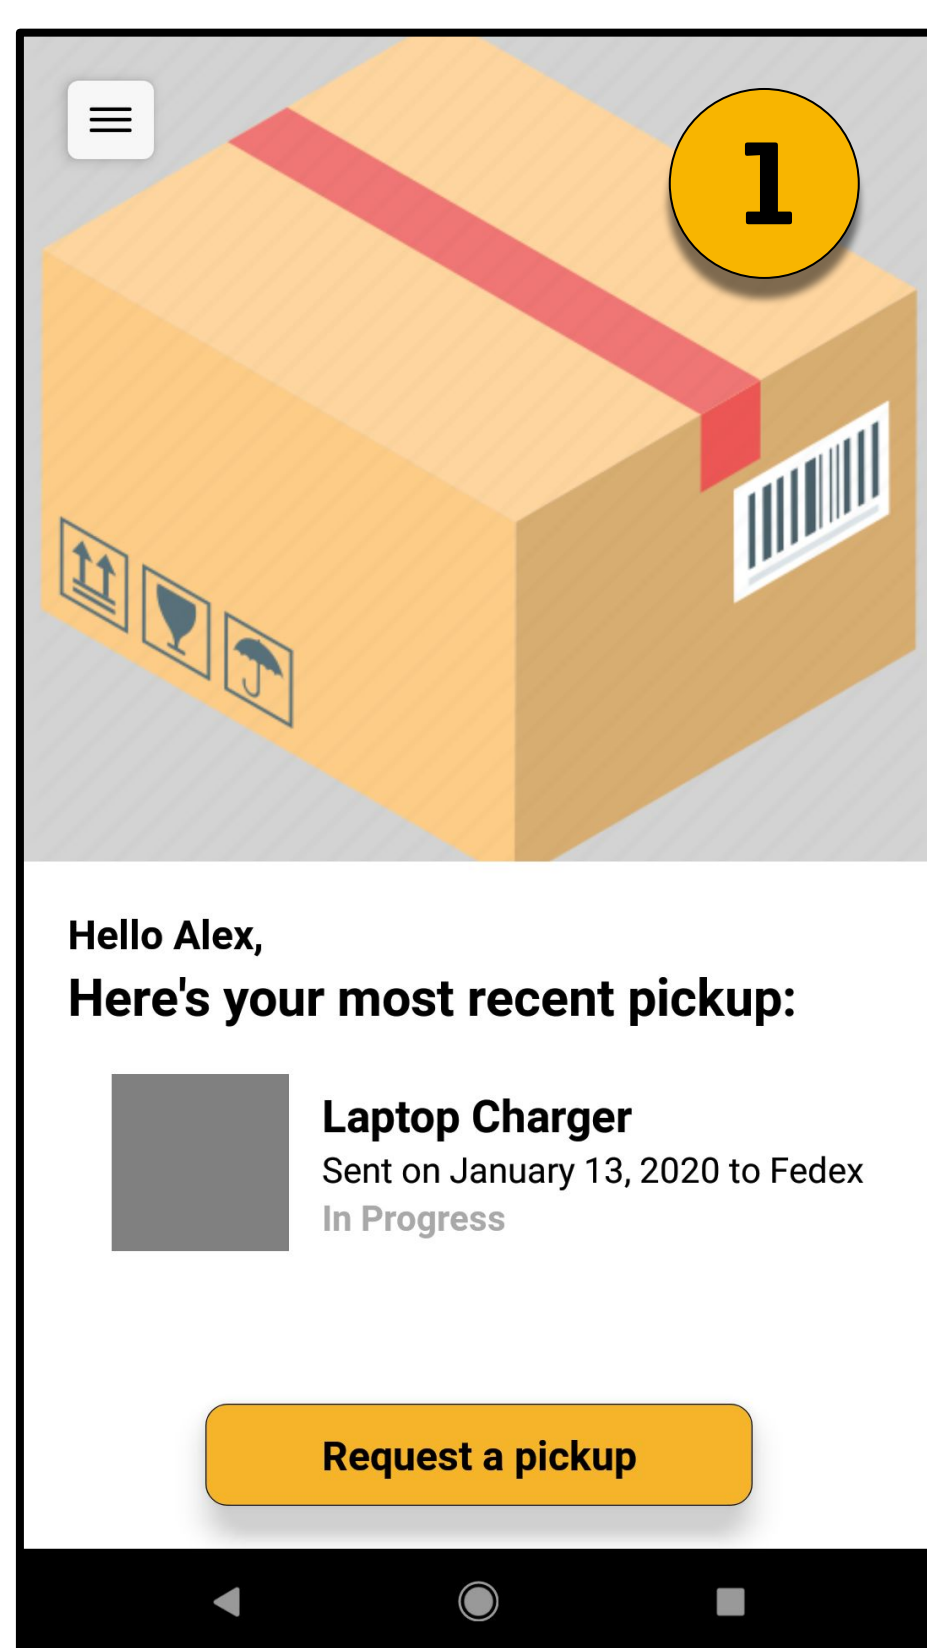 1
Hello Alex,
Here's your most recent pickup:
Laptop Charger
Sent on January 13, 2020 to Fedex
In Progress
Request a pickup